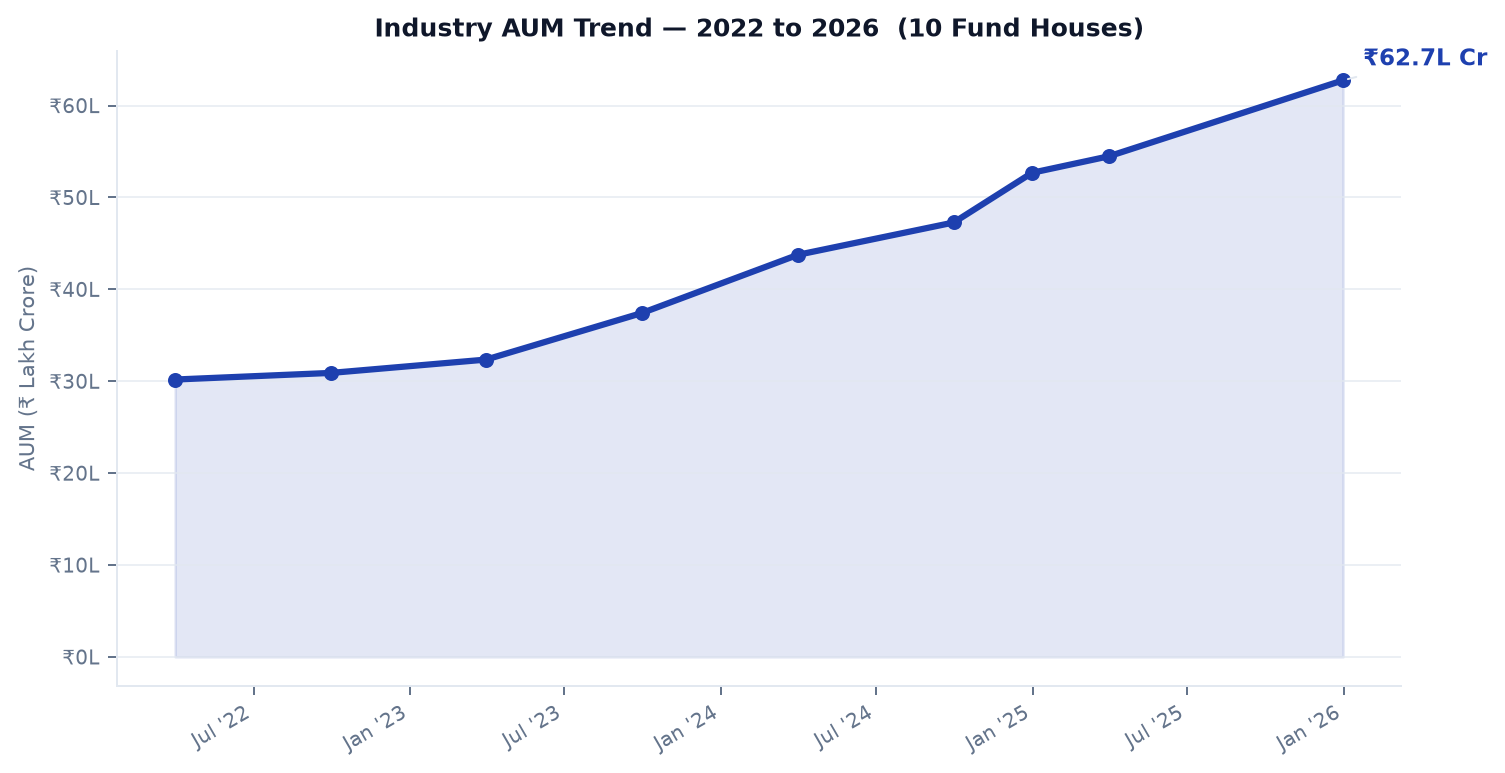 Industry AUM Trend — 2022 to 2026 (10 Fund Houses)
₹62.7L Cr
AUM (₹ Lakh Crore)
₹60L
₹50L
₹40L
₹30L
₹20L
₹10L
₹0L
Jul '22
Jan '23
Jul '23
Jan '24
Jul '24
Jan '25
Jul '25
Jan '26